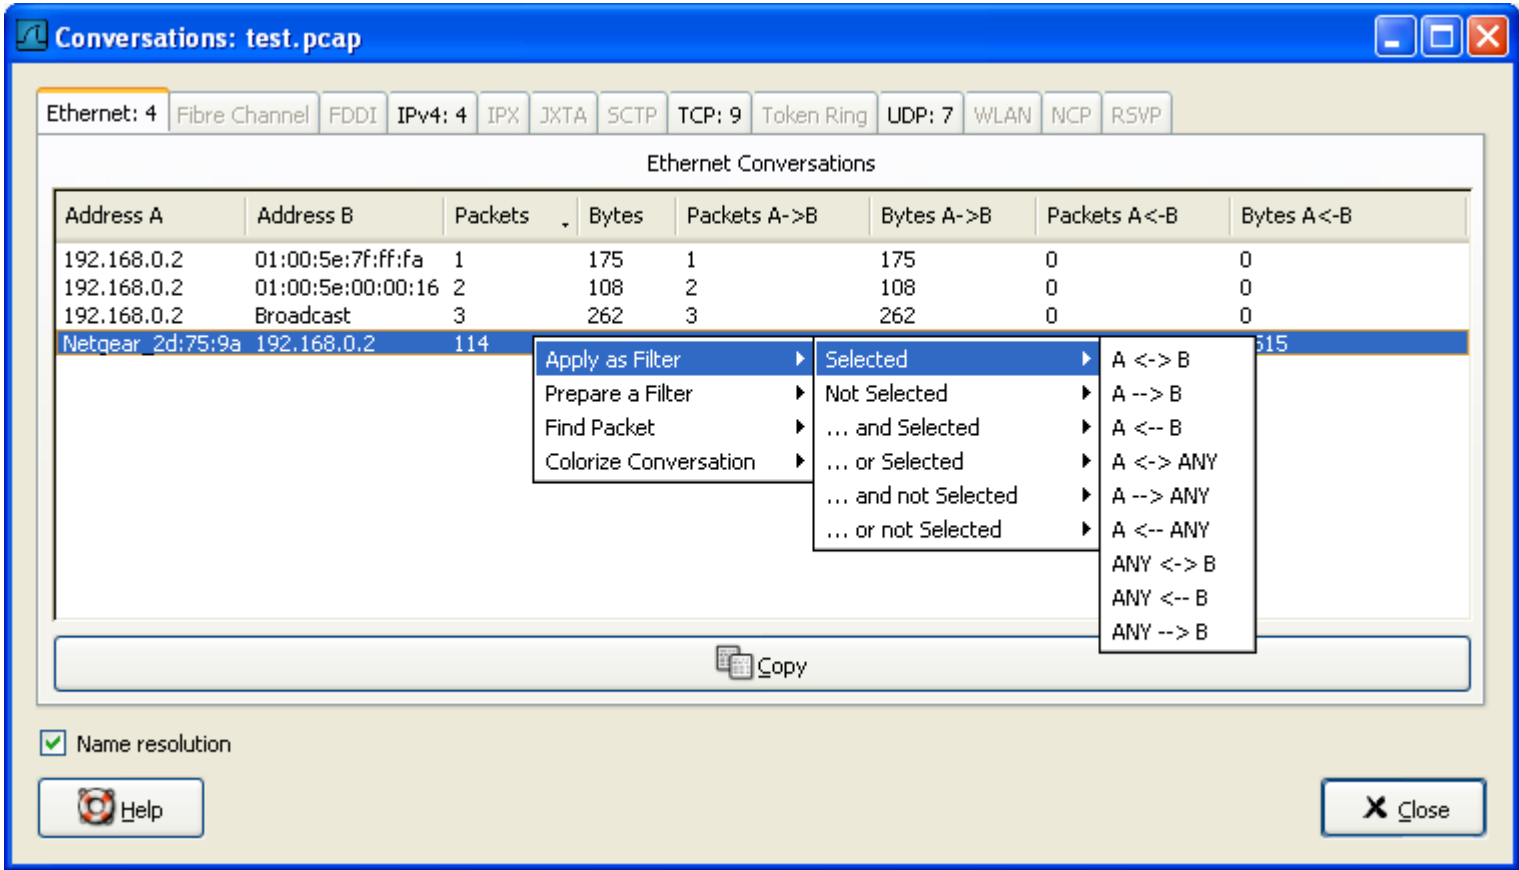 Conversations: test.pcap
Ethernet: 4 Fibre Channel FDDI IPv4: 4 IPX JXTA SCTP TCP: 9 Token Ring UDP: 7 WLAN NCP RSVP
Ethernet Conversations
Address A Address B Packets Bytes Packets A->B Bytes A->B Packets A<-B Bytes A<-B
192.168.0.2 01:00:5e:7f:ff:fa 1 175 1 175 0 0
192.168.0.2 01:00:5e:00:00:16 2 108 2 108 0 0
192.168.0.2 Broadcast 3 262 3 262 0 0
Netgear_2d:75:9a 192.168.0.2 114
Apply as Filter Selected A <-> B
Prepare a Filter Not Selected A --> B
Find Packet ... and Selected A <-- B
Colorize Conversation ... or Selected A <-> ANY
... and not Selected A --> ANY
... or not Selected A <-- ANY
ANY <-> B
ANY <-- B
ANY --> B
Copy
Name resolution
Help Close